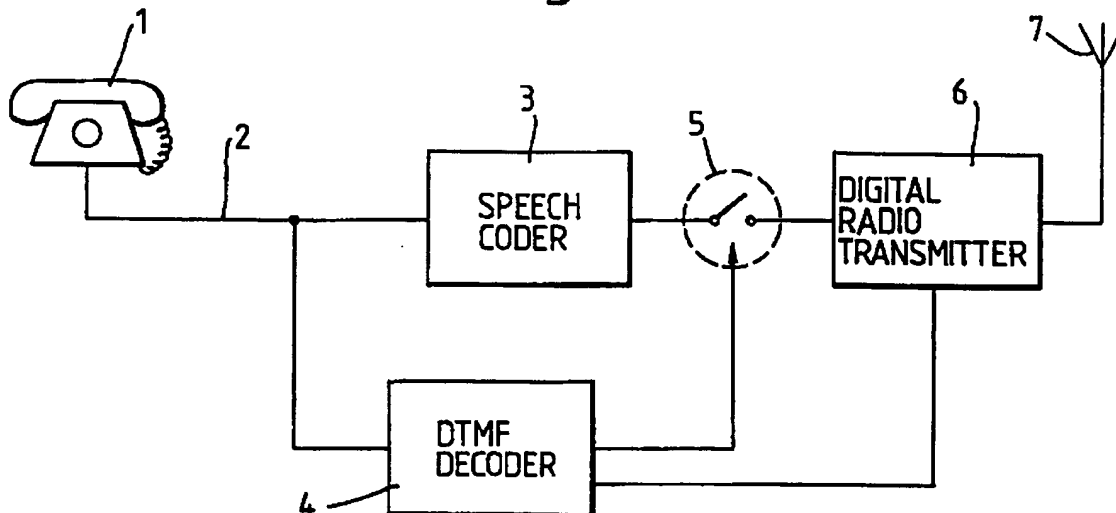 1
2
3
SPEECH
CODER
5
6
DIGITAL
RADIO
TRANSMITTER
7
DTMF
DECODER
4